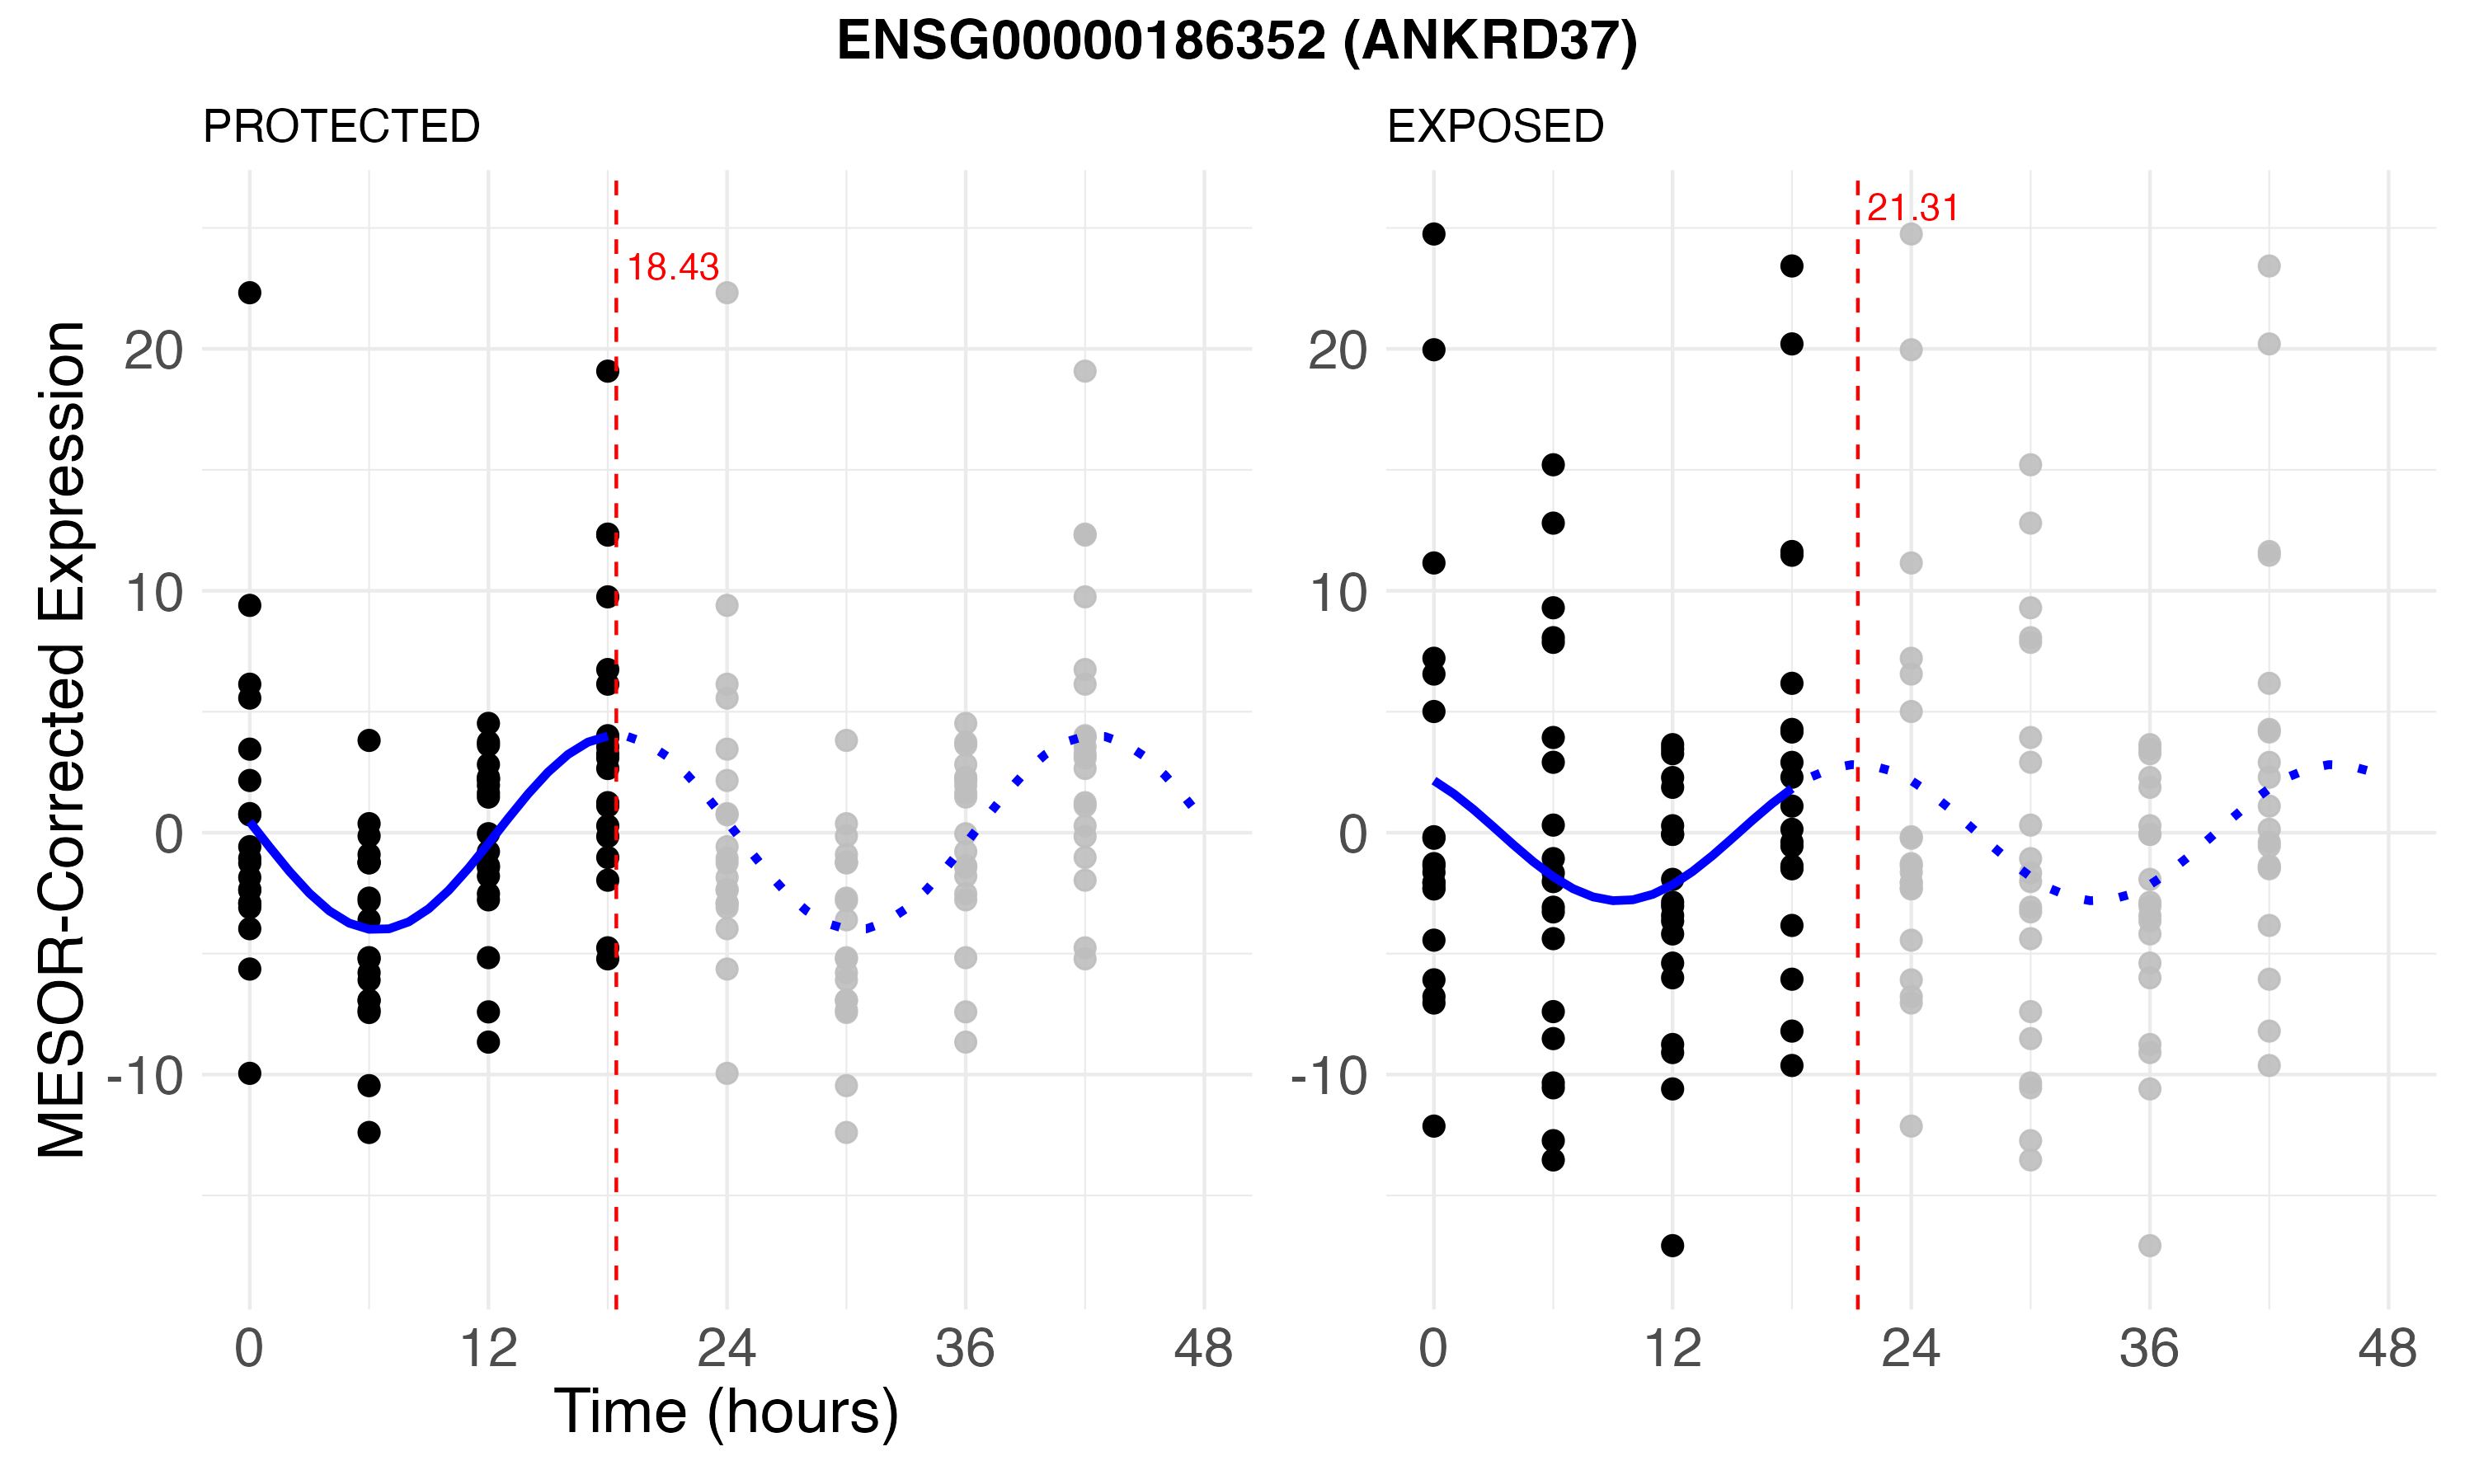 ENSG00000186352 (ANKRD37)
PROTECTED
EXPOSED
MESOR-Corrected Expression
20
10
0
-10
18.43
0 12 24 36 48
20
10
0
-10
21.31
0 12 24 36 48
Time (hours)